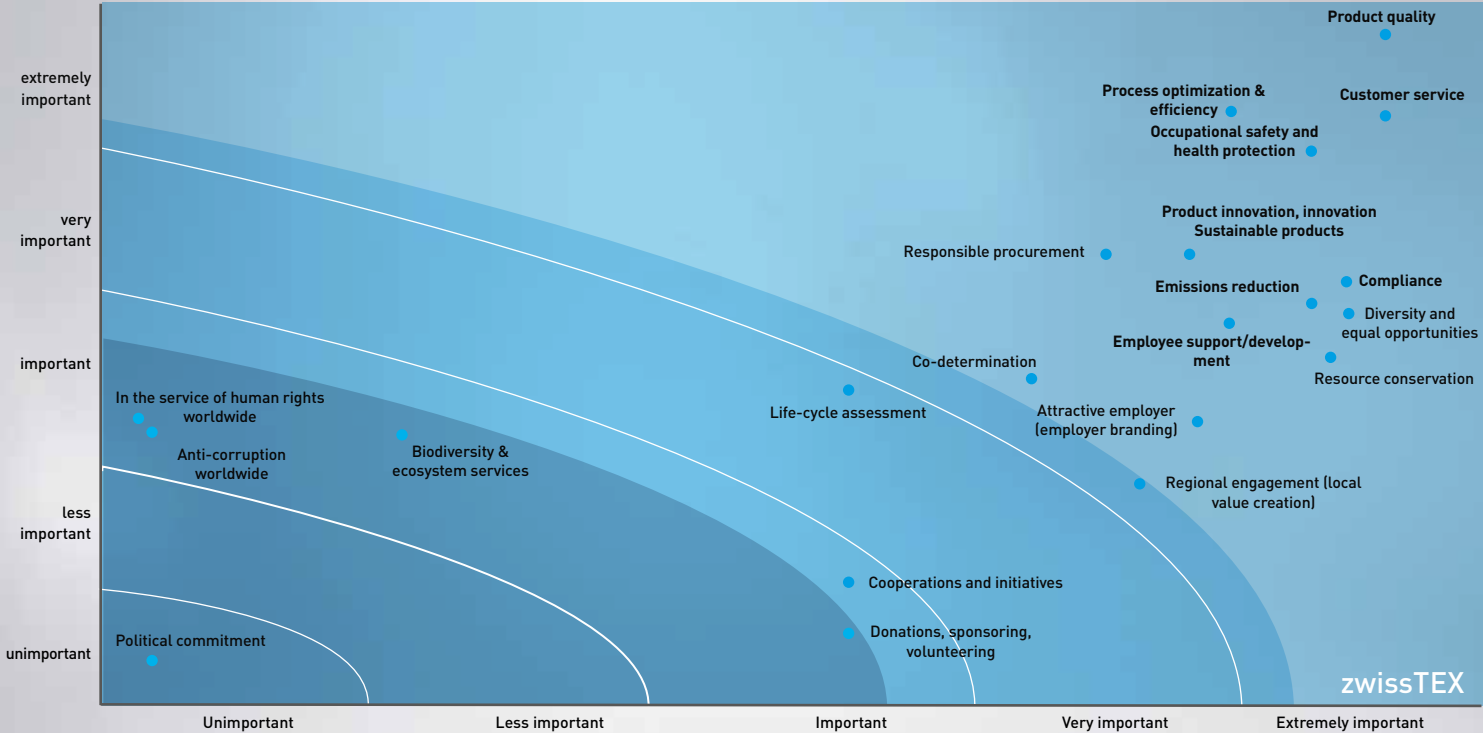 Product quality
extremely
important
Process optimization &
efficiency
Customer service
Occupational safety and
health protection
very
important
Product innovation, innovation
Sustainable products
Responsible procurement
Emissions reduction
Compliance
Diversity and
equal opportunities
Employee support/develop-
ment
important
Co-determination
Resource conservation
In the service of human rights
worldwide
Life-cycle assessment
Attractive employer
(employer branding)
Anti-corruption
worldwide
Biodiversity &
ecosystem services
Regional engagement (local
value creation)
less
important
Cooperations and initiatives
Donations, sponsoring,
volunteering
Political commitment
unimportant
zwissTEX
Unimportant
Less important
Important
Very important
Extremely important